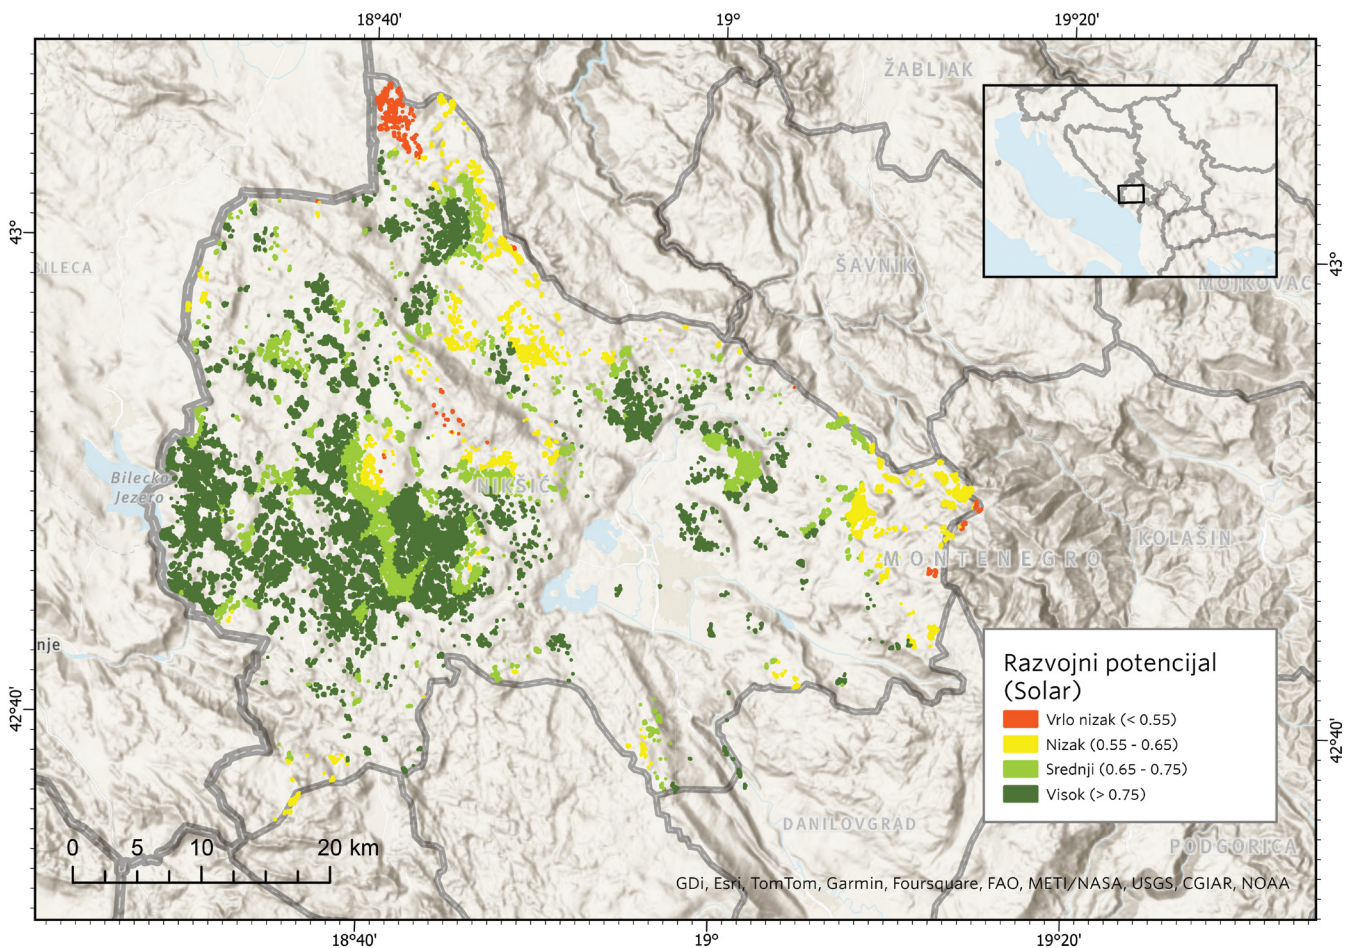 18°40'
19°
19°20'
ŽABLJAK
43°
BILECA
ŠAVNIK
43°
MOJKOVAC
Bilecko
Jezero
NIKŠIĆ
KOLAŠIN
MONTENEGRO
nje
Razvojni potencijal
(Solar)
Vrlo nizak (< 0.55)
Nizak (0.55 - 0.65)
Srednji (0.65 - 0.75)
Visok (> 0.75)
42°40'
42°40'
DANILOVGRAD
PODGORICA
0 5 10 20 km
GDi, Esri, TomTom, Garmin, Foursquare, FAO, METI/NASA, USGS, CGIAR, NOAA
18°40'
19°
19°20'